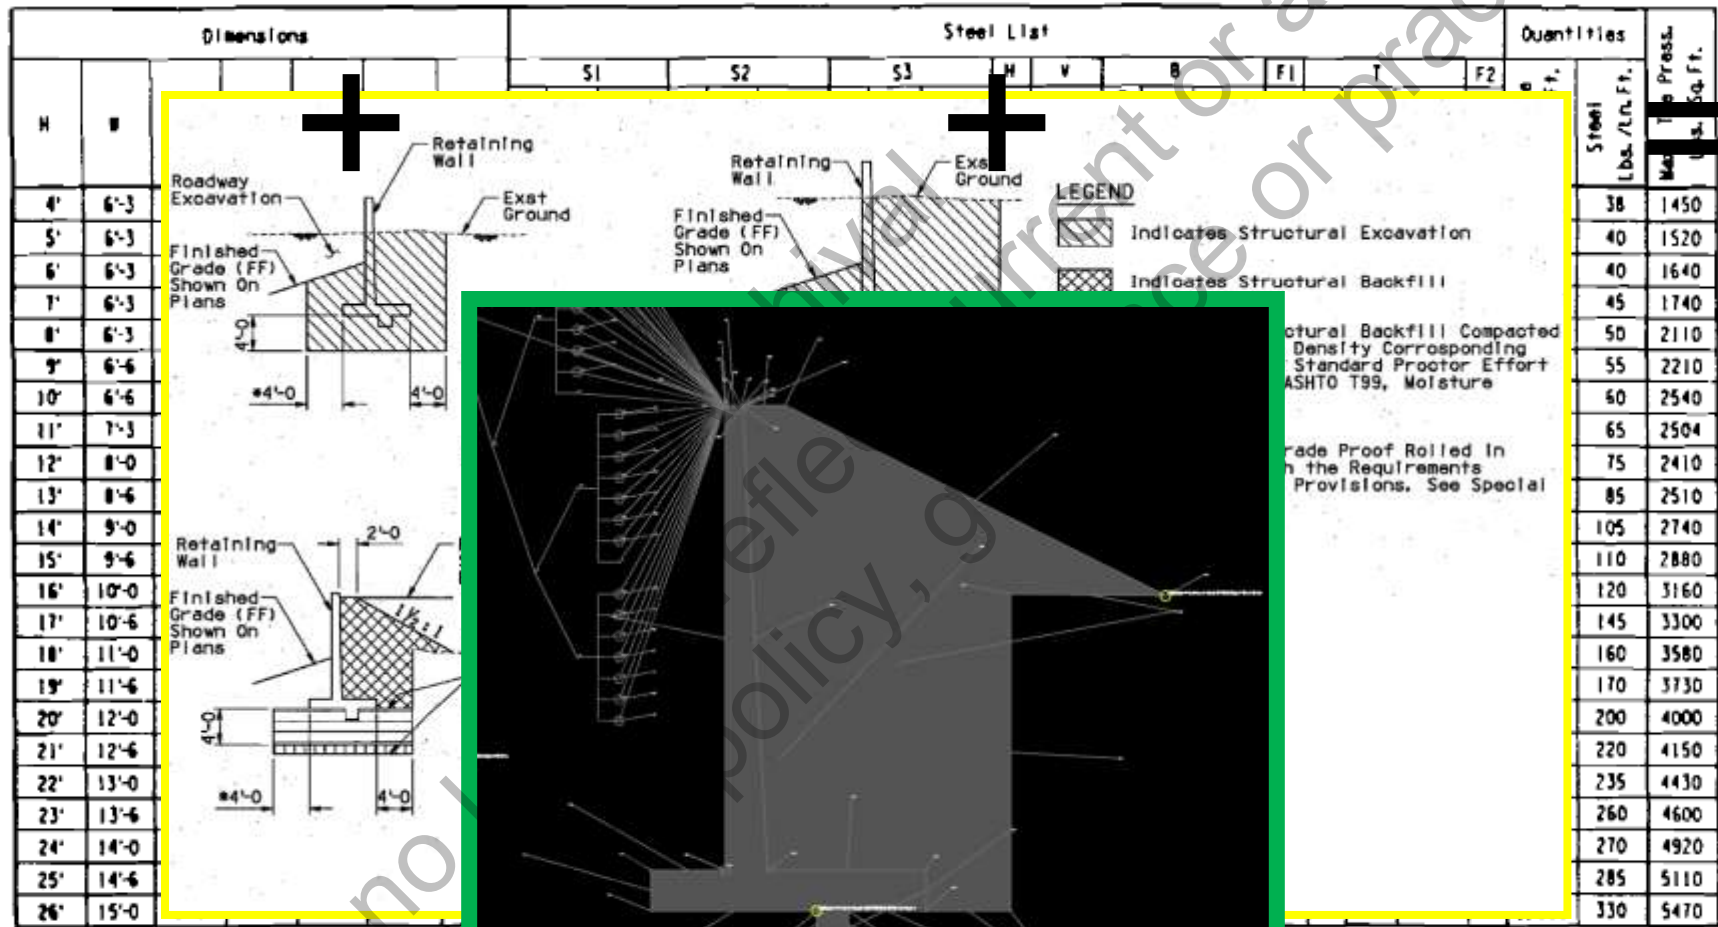 Dimensions Steel List Quantities
S1 S2 S3 H V B F1 T F2
H W Steel Lbs./Ln. Ft.
4' 6'-3 38 1450
5' 6'-3 40 1520
6' 6'-3 40 1640
7' 6'-3 45 1740
8' 6'-3 50 2110
9' 6'-6 55 2210
10' 6'-6 60 2540
11' 7'-3 65 2504
12' 8'-0 75 2410
13' 8'-6 85 2510
14' 9'-0 105 2740
15' 9'-6 110 2880
16' 10'-0 120 3160
17' 10'-6 145 3300
18' 11'-0 160 3580
19' 11'-6 170 3730
20' 12'-0 200 4000
21' 12'-6 220 4150
22' 13'-0 235 4430
23' 13'-6 260 4600
24' 14'-0 270 4920
25' 14'-6 285 5110
26' 15'-0 330 5470
Retaining
Wall
Roadway
Excavation
Exst
Ground
Finished
Grade (FF)
Shown On
Plans
4'-0
*4'-0 4'-0
Retaining
Wall
Ground
Finished
Grade (FF)
Shown On
Plans
LEGEND
Indicates Structural Excavation
Indicates Structural Backfill
ctural Backfill Compacted
Density Corrosponding
Standard Proctor Effort
ASHTO T99, Moisture
rade Proof Rolled In
h the Requirements
Provisions. See Special
Retaining
Wall
2'-0
Finished
Grade (FF)
Shown On
Plans
1½:1
4'-0
*4'-0 4'-0
policy, g